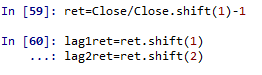 In [59]: ret=Close/Close.shift(1)-1
In [60]: lag1ret=ret.shift(1)
...: lag2ret=ret.shift(2)